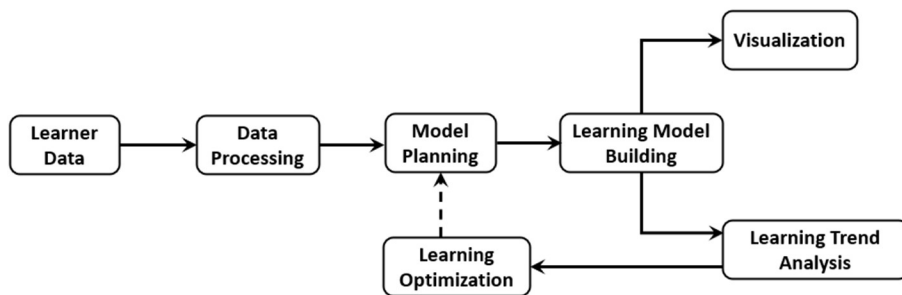 Visualization
Learner
Data
Data
Processing
Model
Planning
Learning Model
Building
Learning Optimization
Learning Trend
Analysis